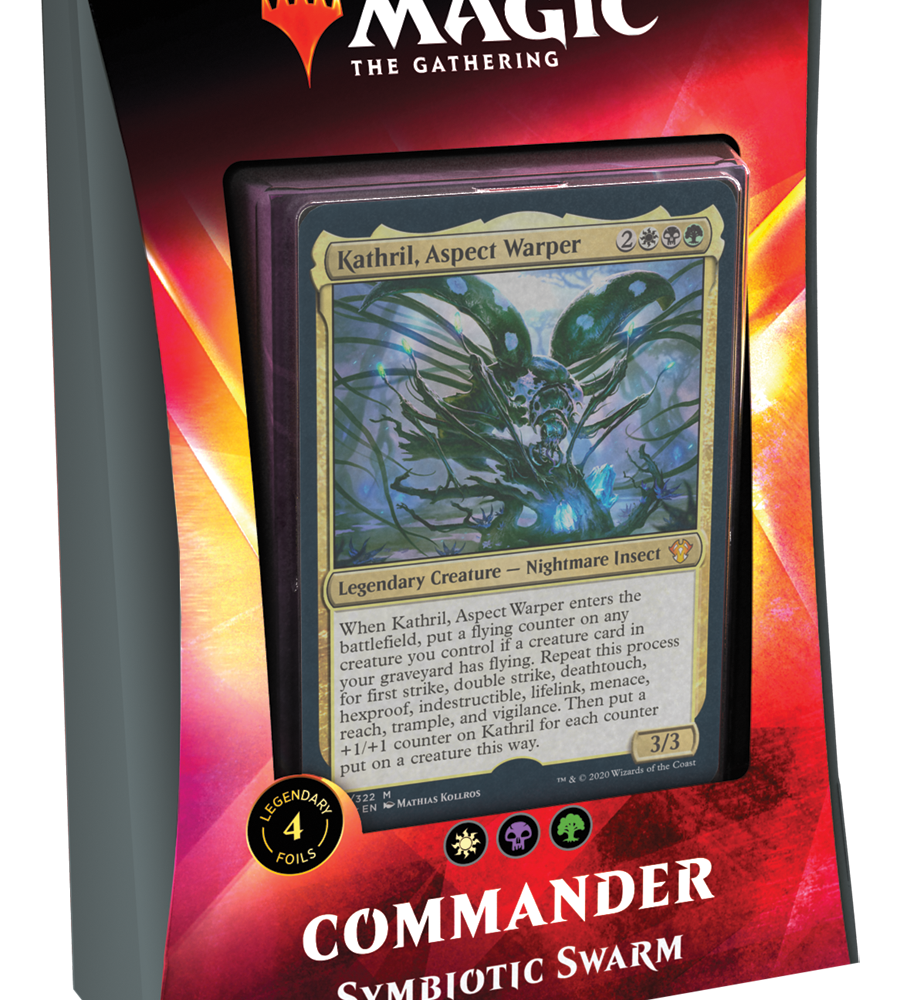 MAGIC
THE GATHERING
Kathril, Aspect Warper 2
Legendary Creature — Nightmare Insect
When Kathril, Aspect Warper enters the
battlefield, put a flying counter on any
creature you control if a creature card in
your graveyard has flying. Repeat this process
for first strike, double strike, deathtouch,
hexproof, indestructible, lifelink, menace,
reach, trample, and vigilance. Then put a
+1/+1 counter on Kathril for each counter
put on a creature this way.
3/3
/322 M
EN Mathias Kollros
™ & © 2020 Wizards of the Coast
LEGENDARY
4
FOILS
COMMANDER
SYMBIOTIC SWARM